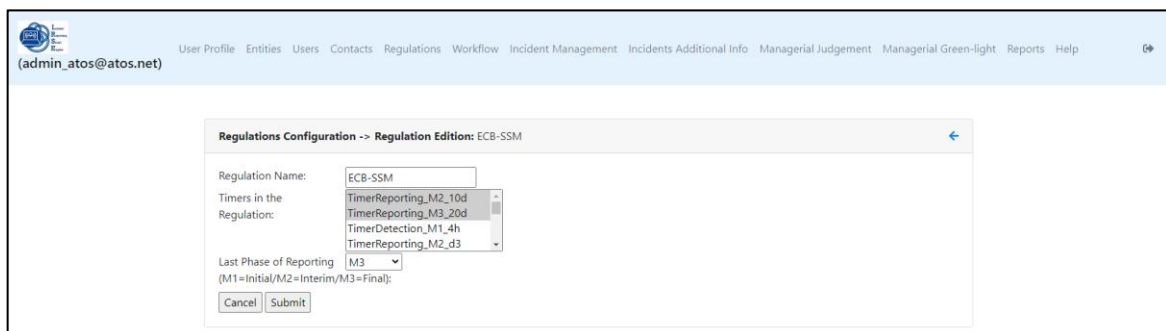 User Profile Entities Users Contacts Regulations Workflow Incident Management Incidents Additional Info Managerial Judgement Managerial Green-light Reports Help
(admin_atos@atos.net)
Regulations Configuration -> Regulation Edition: ECB-SSM
Regulation Name: ECB-SSM
Timers in the Regulation:
TimerReporting_M2_10d
TimerReporting_M3_20d
TimerDetection_M1_4h
TimerReporting_M2_d3
Last Phase of Reporting M3
(M1=Initial/M2=Interim/M3=Final):
Cancel Submit